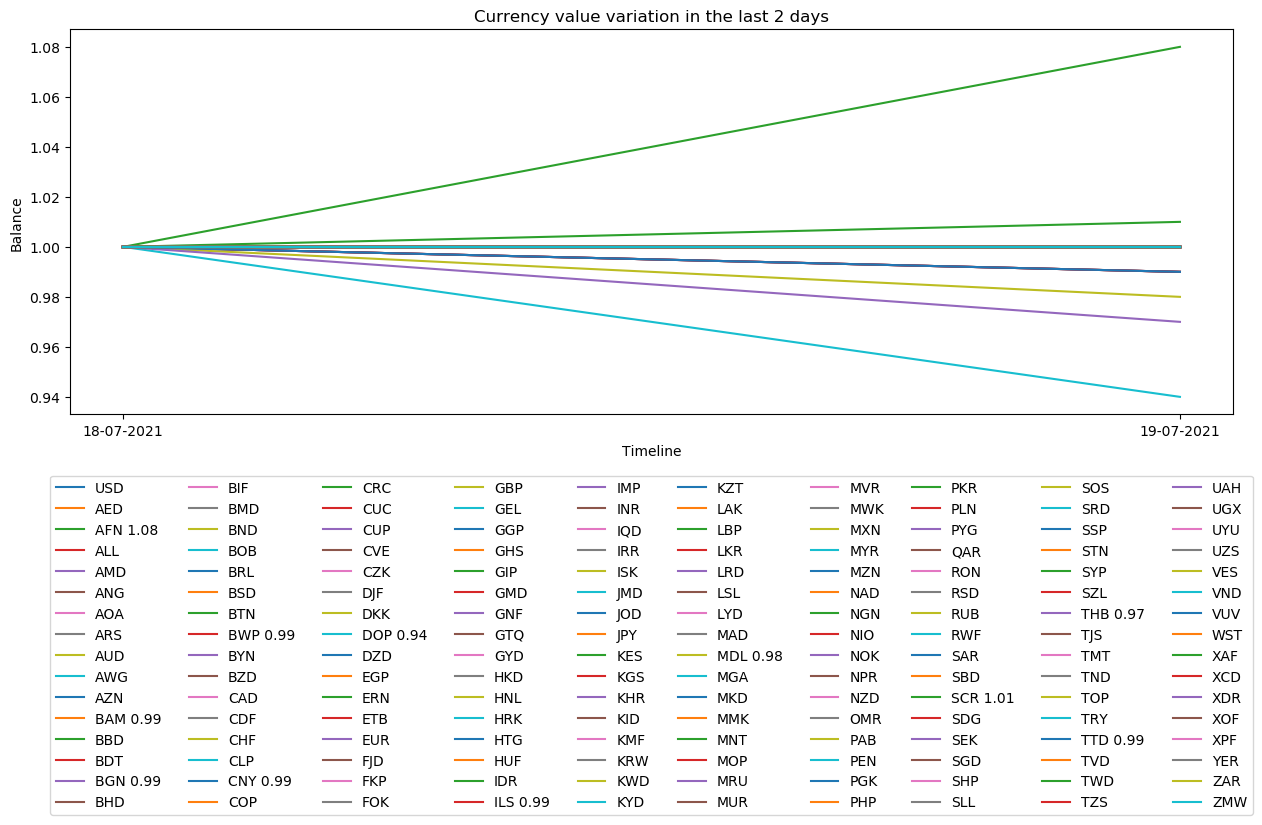 Currency value variation in the last 2 days
Balance
1.08
1.06
1.04
1.02
1.00
0.98
0.96
0.94
18-07-2021 19-07-2021
Timeline
USD BIF CRC GBP IMP KZT MVR PKR SOS UAH
AED BMD CUC GEL INR LAK MWK PLN SRD UGX
AFN 1.08 BND CUP GGP IQD LBP MXN PYG SSP UYU
ALL BOB CVE GHS IRR LKR MYR QAR STN UZS
AMD BRL CZK GIP ISK LRD MZN RON SYP VES
ANG BSD DJF GMD JMD LSL NAD RSD SZL VND
AOA BTN DKK GNF JOD LYD NGN RUB THB 0.97 VUV
ARS BWP 0.99 DOP 0.94 GTQ JPY MAD NIO RWF TJS WST
AUD BYN DZD GYD KES MDL 0.98 NOK SAR TMT XAF
AWG BZD EGP HKD KGS MGA NPR SBD TND XCD
AZN CAD ERN HNL KHR MKD NZD SCR 1.01 TOP XDR
BAM 0.99 CDF ETB HRK KID MMK OMR SDG TRY XOF
BBD CHF EUR HTG KMF MNT PAB SEK TTD 0.99 XPF
BDT CLP FJD HUF KRW MOP PEN SGD TVD YER
BGN 0.99 CNY 0.99 FKP IDR KWD MRU PGK SHP TWD ZAR
BHD COP FOK ILS 0.99 KYD MUR PHP SLL TZS ZMW